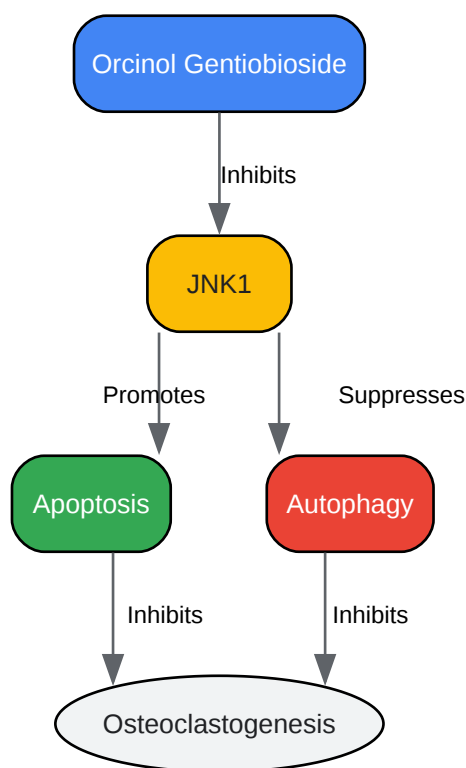 Orcinol Gentiobioside
Inhibits
JNK1
Promotes
Suppresses
Apoptosis
Autophagy
Inhibits
Inhibits
Osteoclastogenesis